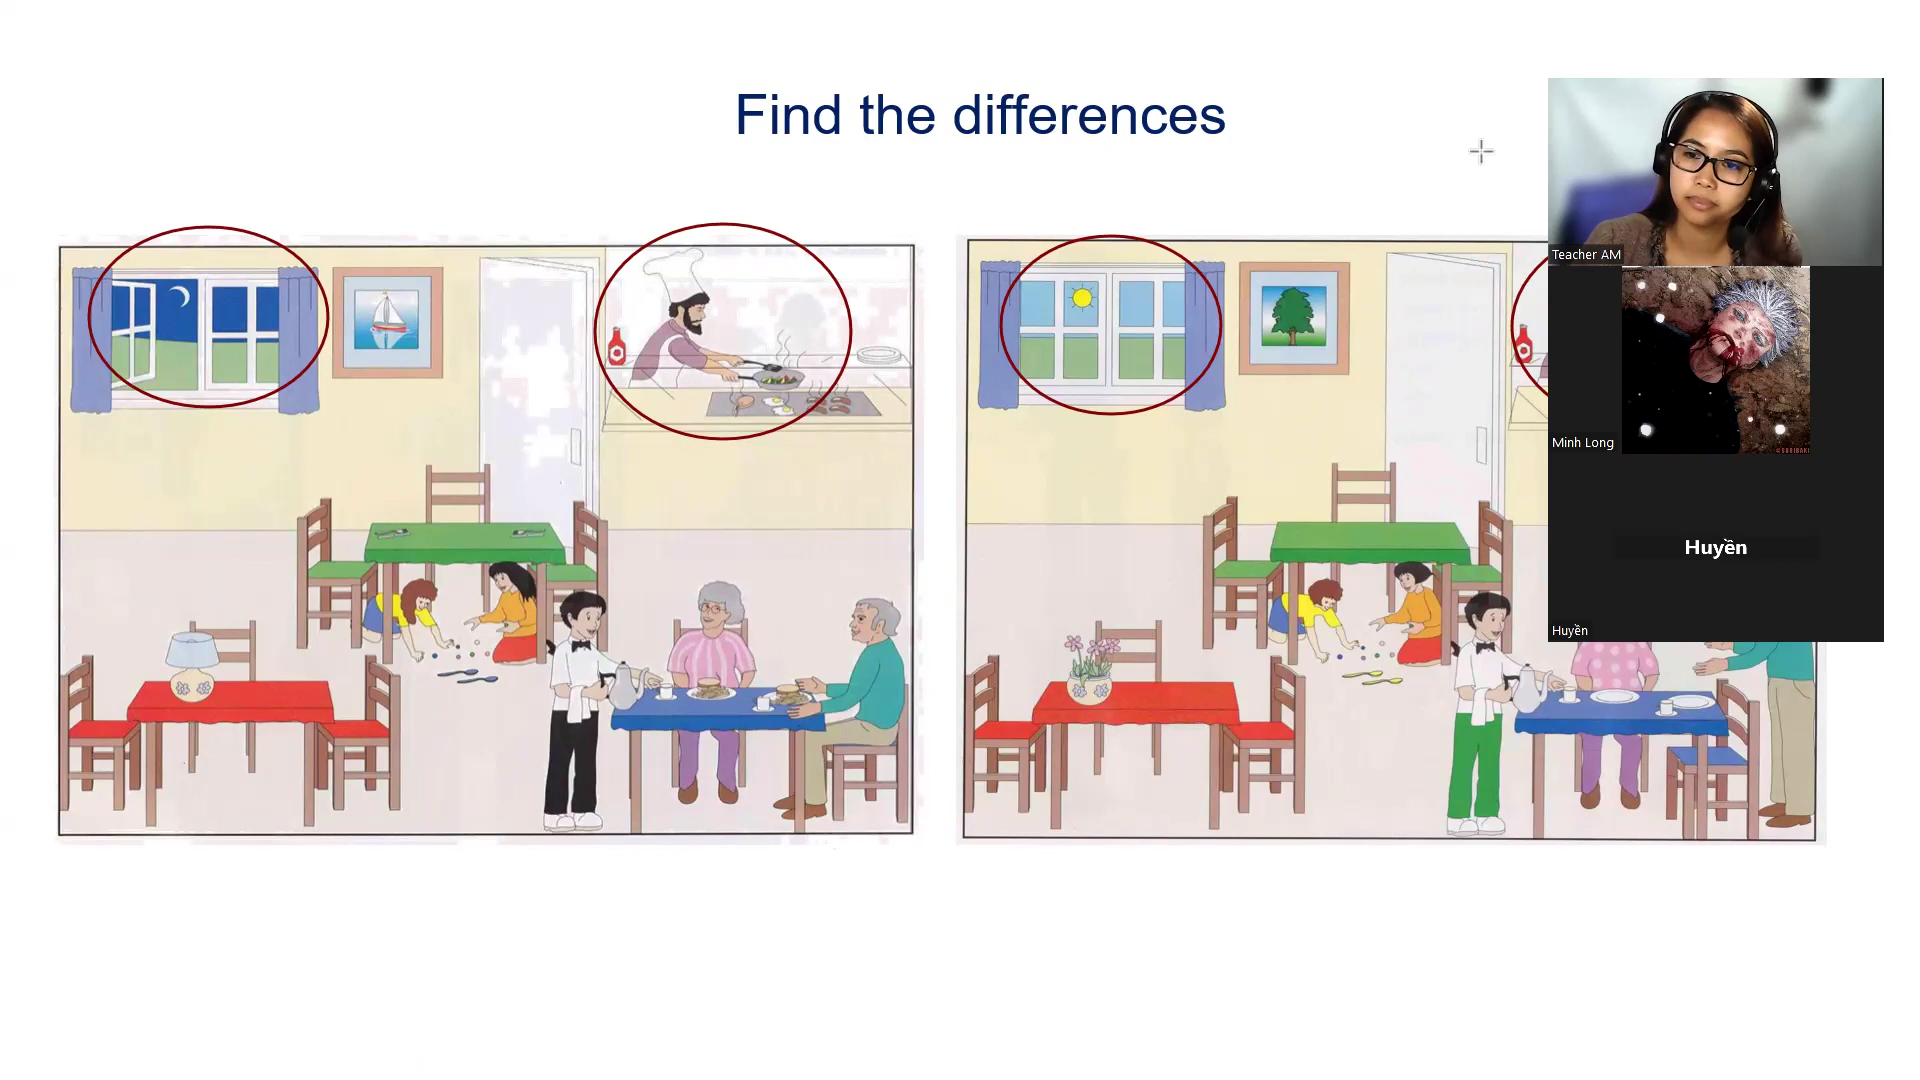 Find the differences
Teacher AM
Minh Long
Huyền
Huyền